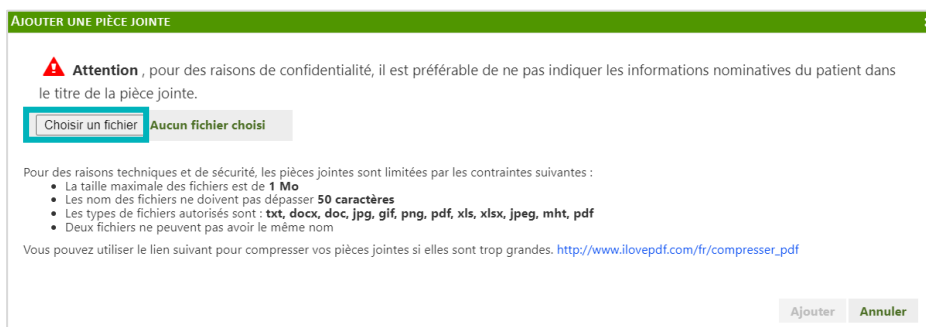 AJOUTER UNE PIÈCE JOINTE
Attention , pour des raisons de confidentialité, il est préférable de ne pas indiquer les informations nominatives du patient dans
le titre de la pièce jointe.
Choisir un fichier Aucun fichier choisi
Pour des raisons techniques et de sécurité, les pièces jointes sont limitées par les contraintes suivantes :
• La taille maximale des fichiers est de 1 Mo
• Les nom des fichiers ne doivent pas dépasser 50 caractères
• Les types de fichiers autorisés sont : txt, docx, doc, jpg, gif, png, pdf, xls, xlsx, jpeg, mht, pdf
• Deux fichiers ne peuvent pas avoir le même nom
Vous pouvez utiliser le lien suivant pour compresser vos pièces jointes si elles sont trop grandes. http://www.ilovepdf.com/fr/compresser_pdf
Ajouter Annuler